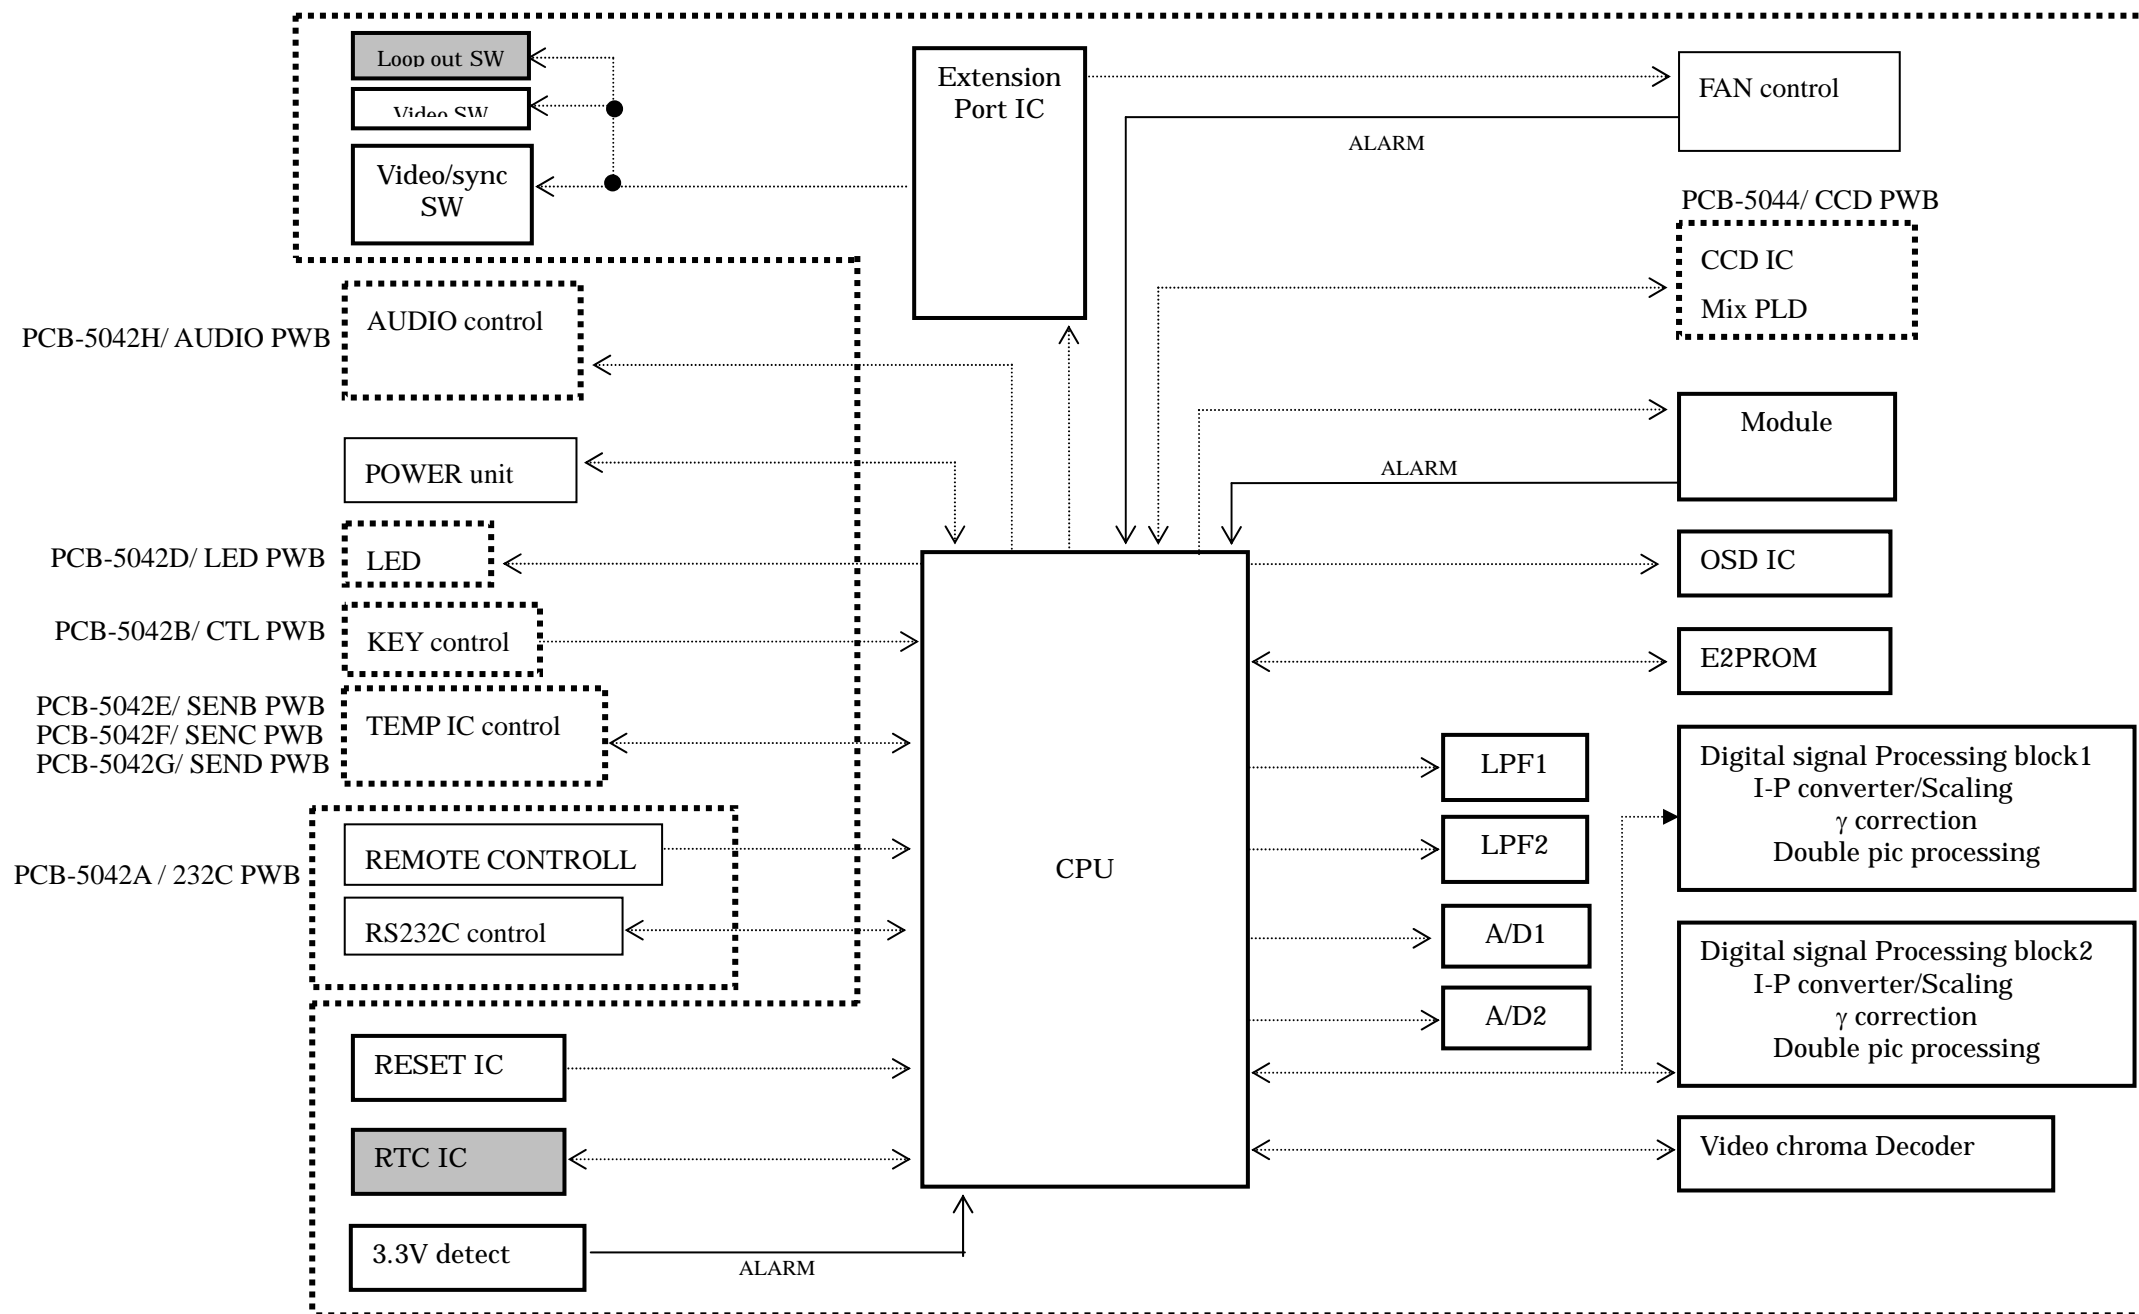 Loop out SW
Video SW
Video/sync
SW
Extension
Port IC
FAN control
ALARM
PCB-5044/ CCD PWB
CCD IC
Mix PLD
PCB-5042H/ AUDIO PWB
AUDIO control
Module
ALARM
POWER unit
PCB-5042D/ LED PWB
LED
OSD IC
PCB-5042B/ CTL PWB
KEY control
E2PROM
PCB-5042E/ SENB PWB
PCB-5042F/ SENC PWB
PCB-5042G/ SEND PWB
TEMP IC control
LPF1
LPF2
A/D1
A/D2
Digital signal Processing block1
I-P converter/Scaling
γ correction
Double pic processing
PCB-5042A / 232C PWB
REMOTE CONTROLL
RS232C control
CPU
Digital signal Processing block2
I-P converter/Scaling
γ correction
Double pic processing
RESET IC
RTC IC
Video chroma Decoder
3.3V detect
ALARM